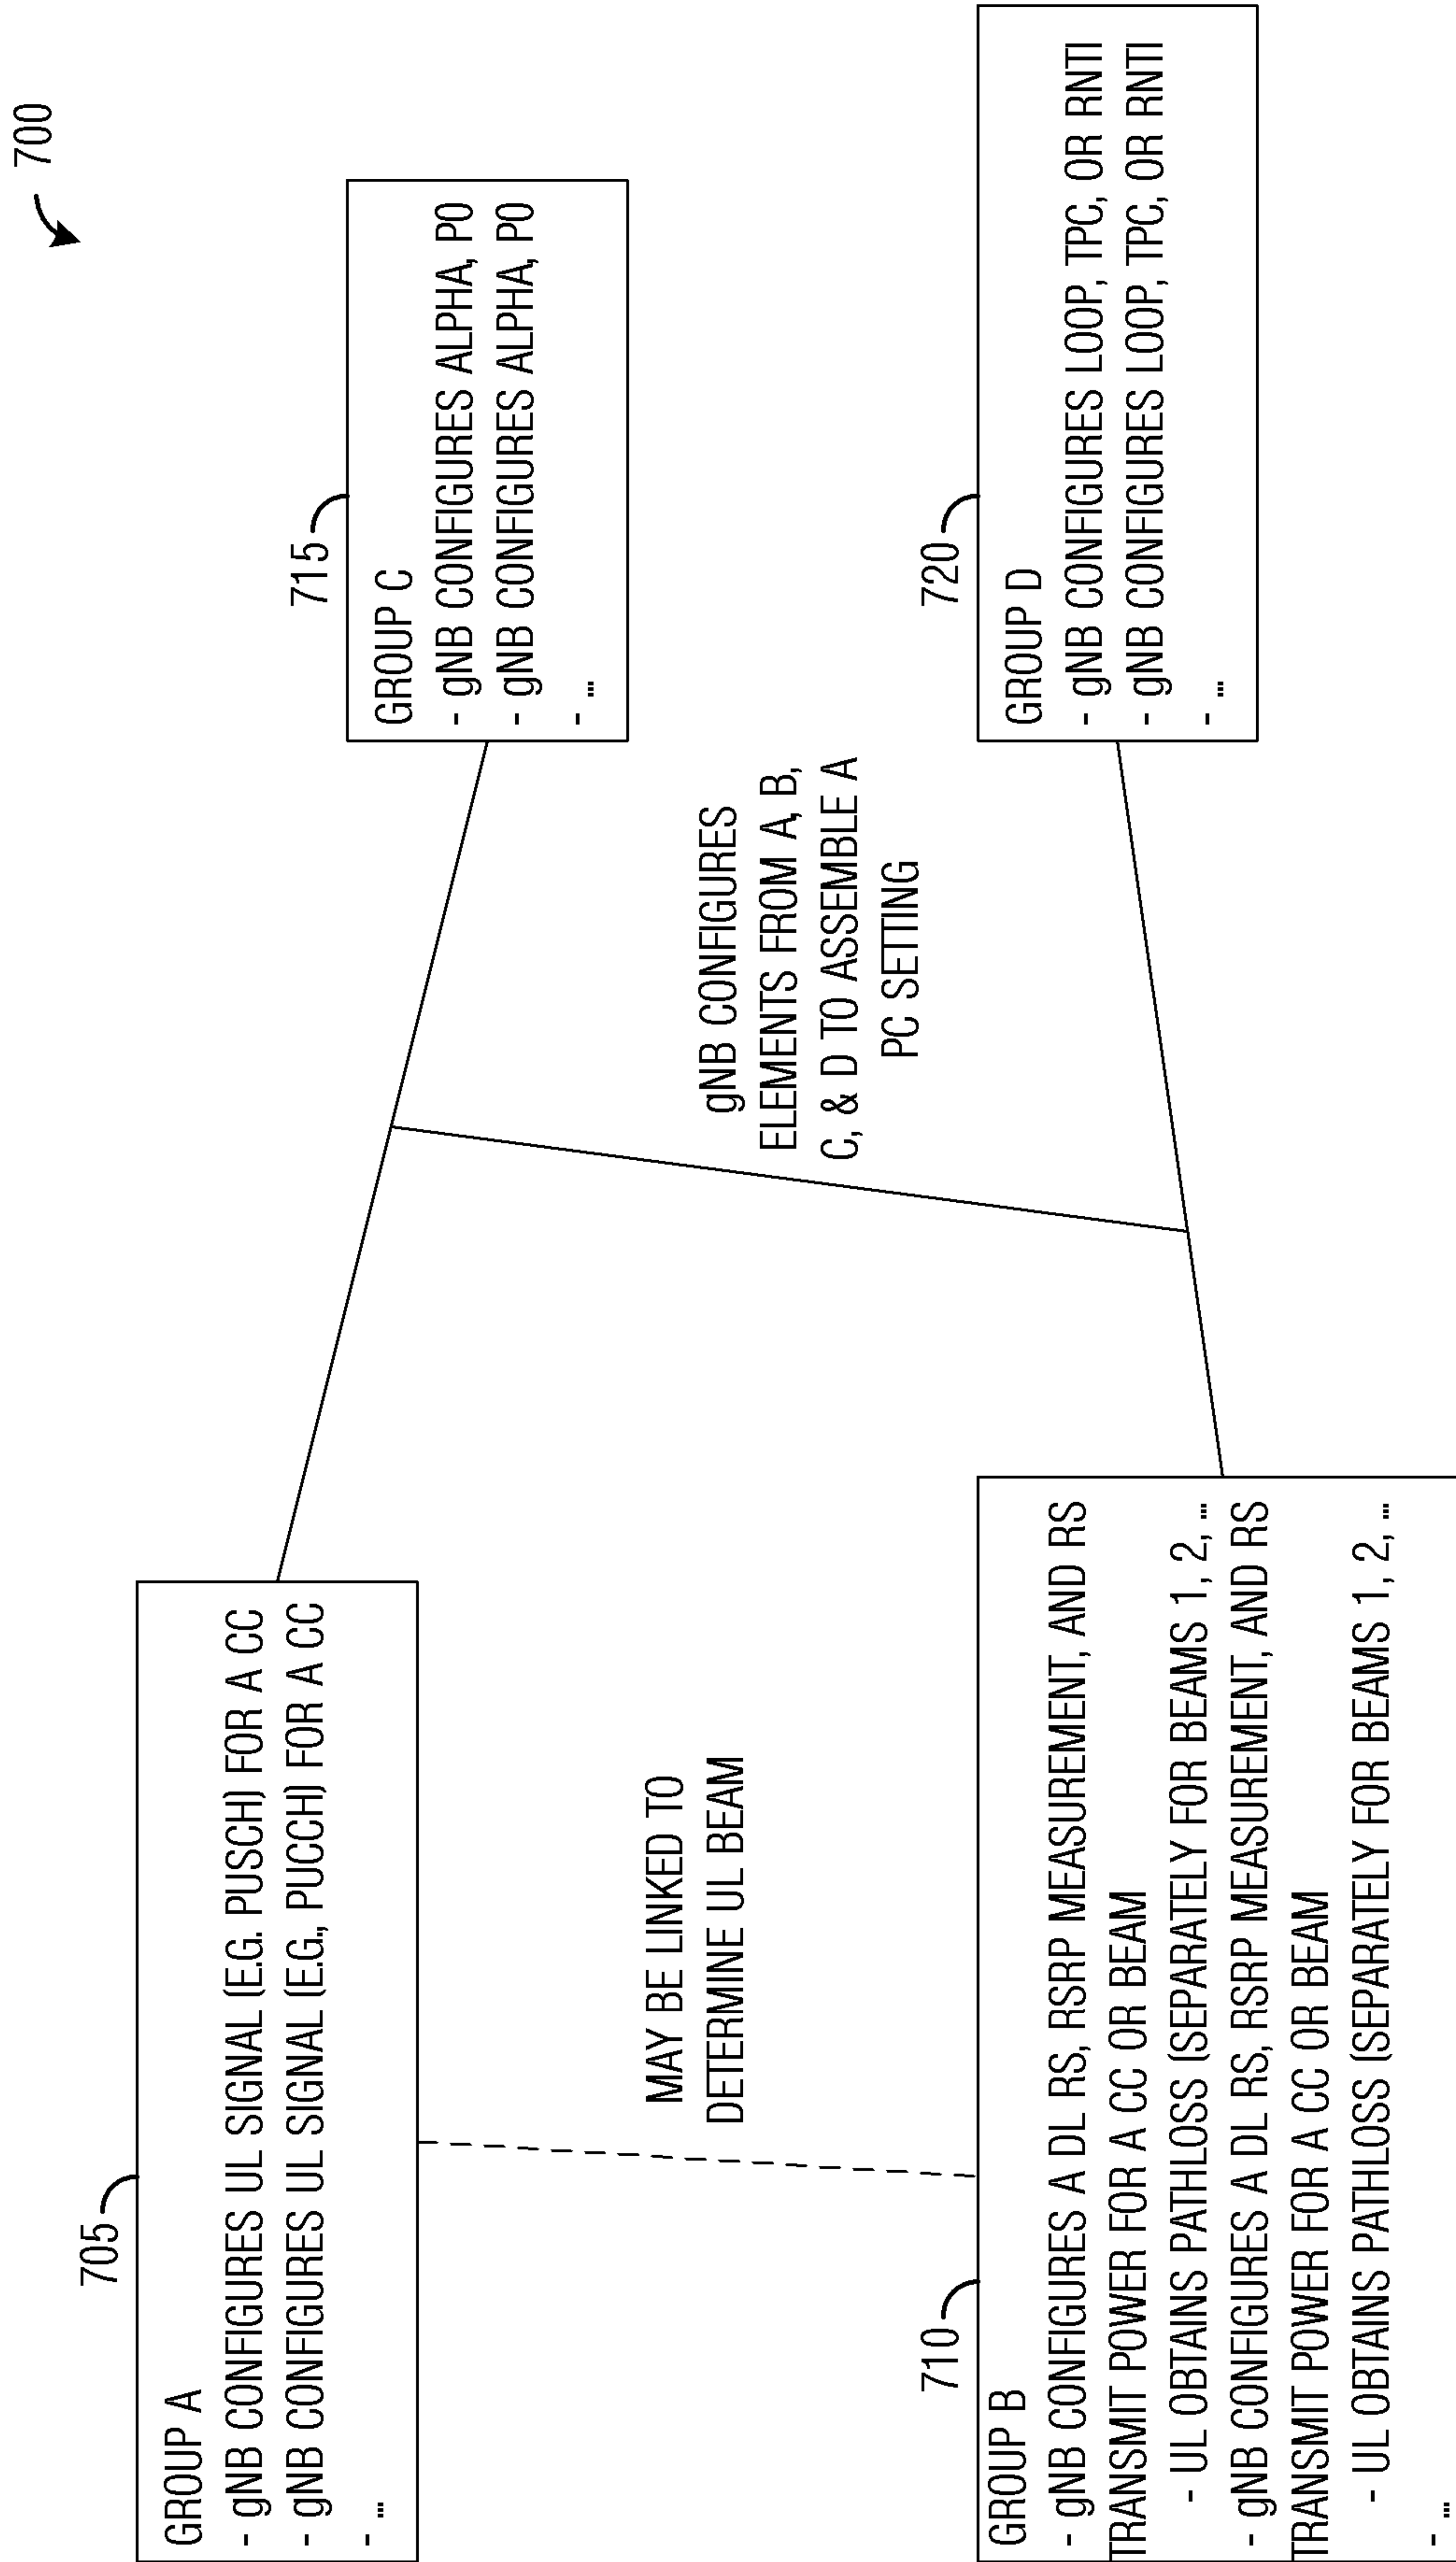 700
705
GROUP A
- gNB CONFIGURES UL SIGNAL (E.G. PUSCH) FOR A CC
- gNB CONFIGURES UL SIGNAL (E.G., PUCCH) FOR A CC
- ...
715
GROUP C
- gNB CONFIGURES ALPHA, P0
- gNB CONFIGURES ALPHA, P0
- ...
MAY BE LINKED TO
DETERMINE UL BEAM
gNB CONFIGURES
ELEMENTS FROM A, B,
C, & D TO ASSEMBLE A
PC SETTING
710
GROUP B
- gNB CONFIGURES A DL RS, RSRP MEASUREMENT, AND RS
TRANSMIT POWER FOR A CC OR BEAM
- UL OBTAINS PATHLOSS (SEPARATELY FOR BEAMS 1, 2, ...
- gNB CONFIGURES A DL RS, RSRP MEASUREMENT, AND RS
TRANSMIT POWER FOR A CC OR BEAM
- UL OBTAINS PATHLOSS (SEPARATELY FOR BEAMS 1, 2, ...
- ...
720
GROUP D
- gNB CONFIGURES LOOP, TPC, OR RNTI
- gNB CONFIGURES LOOP, TPC, OR RNTI
- ...